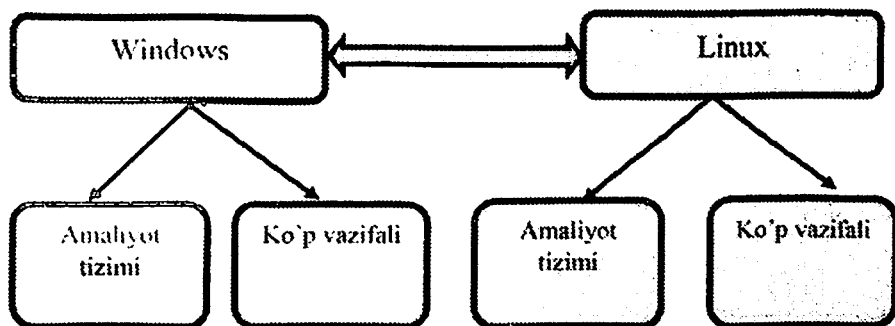 Windows
Linux
Amaliyot
tizimi
Ko'p vazifali
Amaliyot
tizimi
Ko'p vazifali